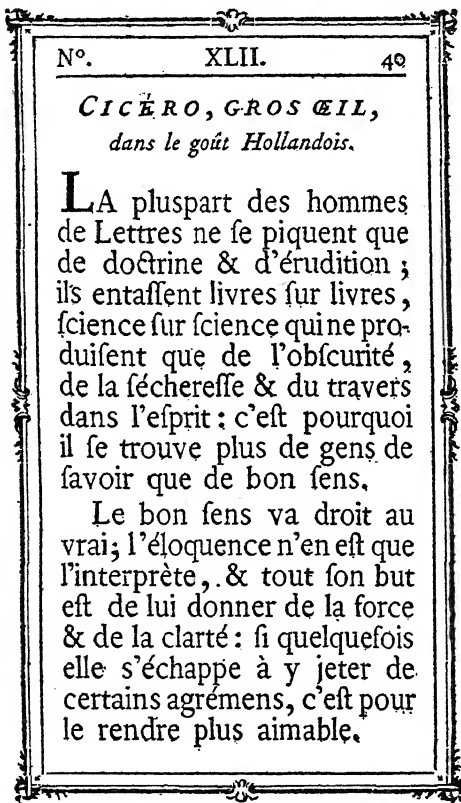 Nº. XLII. 40
CICÉRO, GROS ŒIL,
dans le goût Hollandois.
LA pluspart des hommes
de Lettres ne ſe piquent que
de doctrine & d'érudition ;
ils entaſſent livres ſur livres,
ſcience ſur ſcience qui ne pro-
duiſent que de l'obſcurité,
de la ſéchereſſe & du travers
dans l'eſprit : c'eſt pourquoi
il ſe trouve plus de gens de
ſavoir que de bon ſens.
Le bon ſens va droit au
vrai; l'éloquence n'en eſt que
l'interprète, & tout ſon but
eſt de lui donner de la force
& de la clarté : ſi quelquefois
elle s'échappe à y jeter de
certains agrémens, c'eſt pour
le rendre plus aimable.